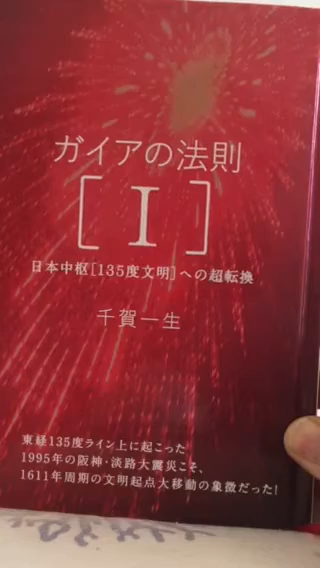 ガイアの法則
[I]
日本中枢[135度文明]への超転換
千賀一生
東経135度ライン上に起こった
1995年の阪神・淡路大震災こそ、
1611年周期の文明起点大移動の象徴だった!